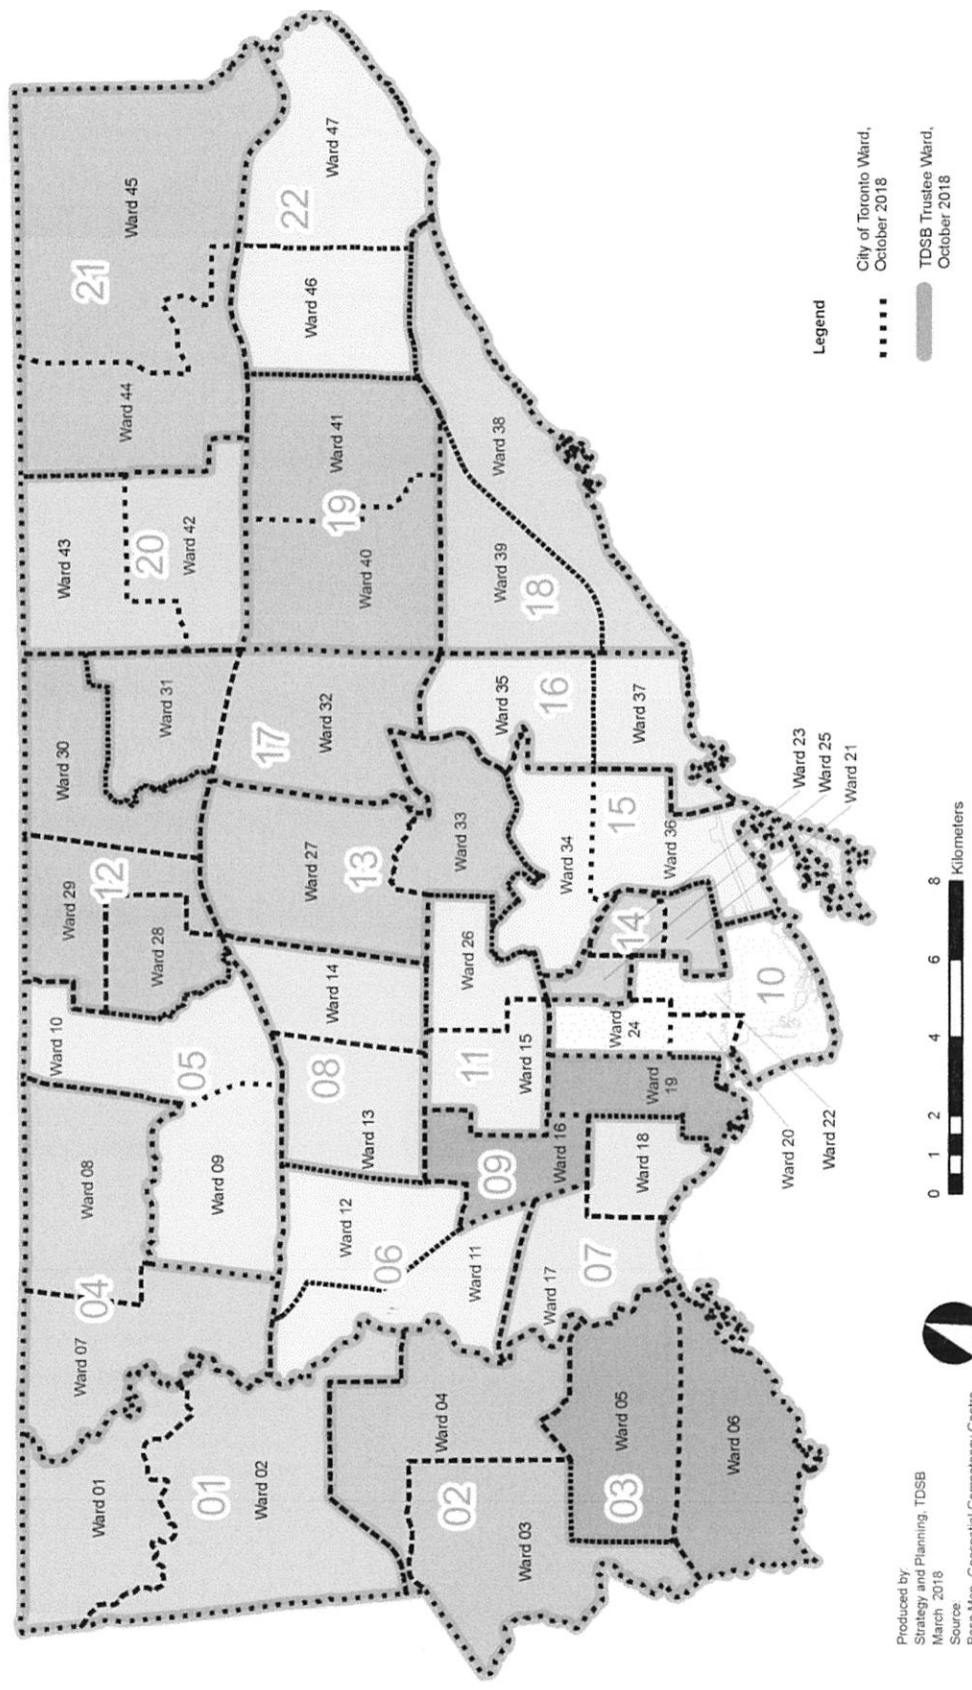 Ward 01
Ward 02
01
Ward 03
Ward 04
02
Ward 05
Ward 06
03
Ward 07
Ward 08
04
Ward 09
Ward 10
05
Ward 11
Ward 12
06
Ward 17
Ward 18
07
Ward 13
Ward 14
08
Ward 16
Ward
19
09
Ward 20
Ward 22
Ward
24
10
Ward 15
Ward 26
11
Ward 28
Ward 29
12
Ward 30
Ward 31
Ward 27
Ward 33
13
Ward 23
Ward 25
Ward 21
14
Ward 34
Ward 36
15
Ward 35
Ward 37
16
Ward 32
17
Ward 38
Ward 39
18
Ward 40
Ward 41
19
Ward 42
Ward 43
20
Ward 44
Ward 45
21
Ward 46
Ward 47
22
Legend
City of Toronto Ward,
October 2018
TDSB Trustee Ward,
October 2018
0 1 2 4 6 8
Kilometers
Produced by:
Strategy and Planning, TDSB
March 2018
Source
Base Map, Geospatial Competency Centre